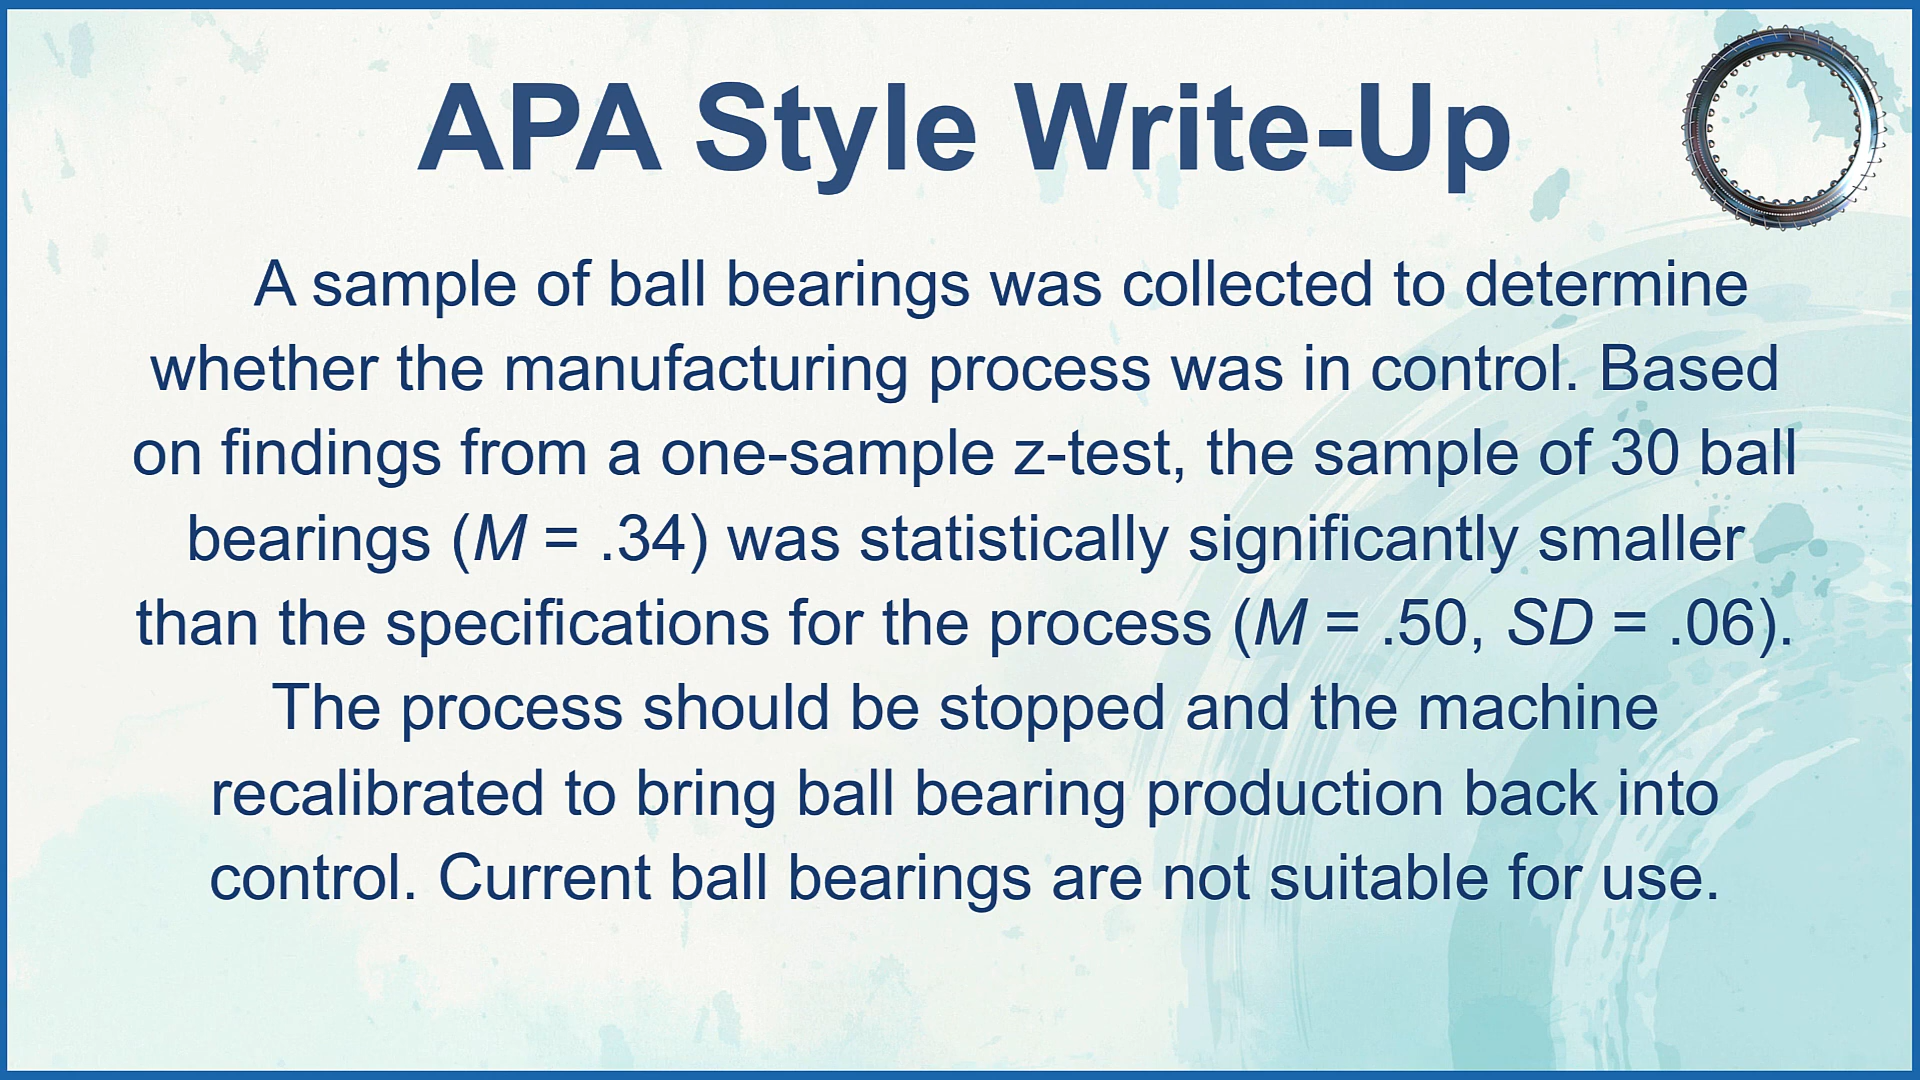 APA Style Write-Up
A sample of ball bearings was collected to determine
whether the manufacturing process was in control. Based
on findings from a one-sample z-test, the sample of 30 ball
bearings (M = .34) was statistically significantly smaller
than the specifications for the process (M = .50, SD = .06).
The process should be stopped and the machine
recalibrated to bring ball bearing production back into
control. Current ball bearings are not suitable for use.